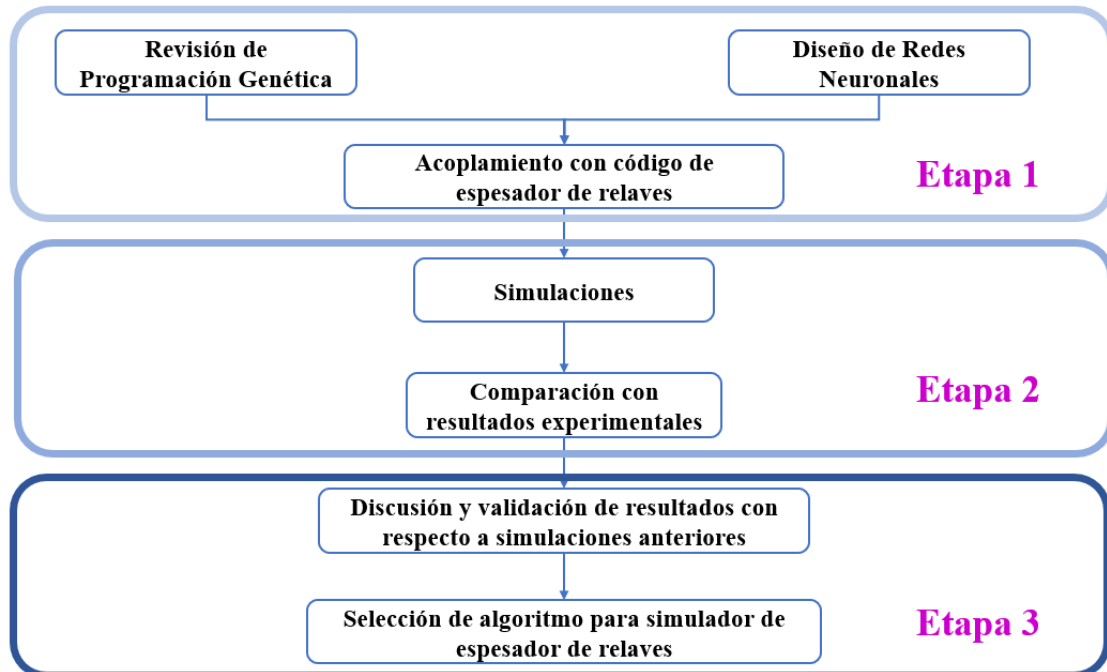 Revisión de
Programación Genética
Diseño de Redes
Neuronales
Acoplamiento con código de
espesador de relaves
Etapa 1
Simulaciones
Comparación con
resultados experimentales
Etapa 2
Discusión y validación de resultados con
respecto a simulaciones anteriores
Selección de algoritmo para simulador de
espesador de relaves
Etapa 3